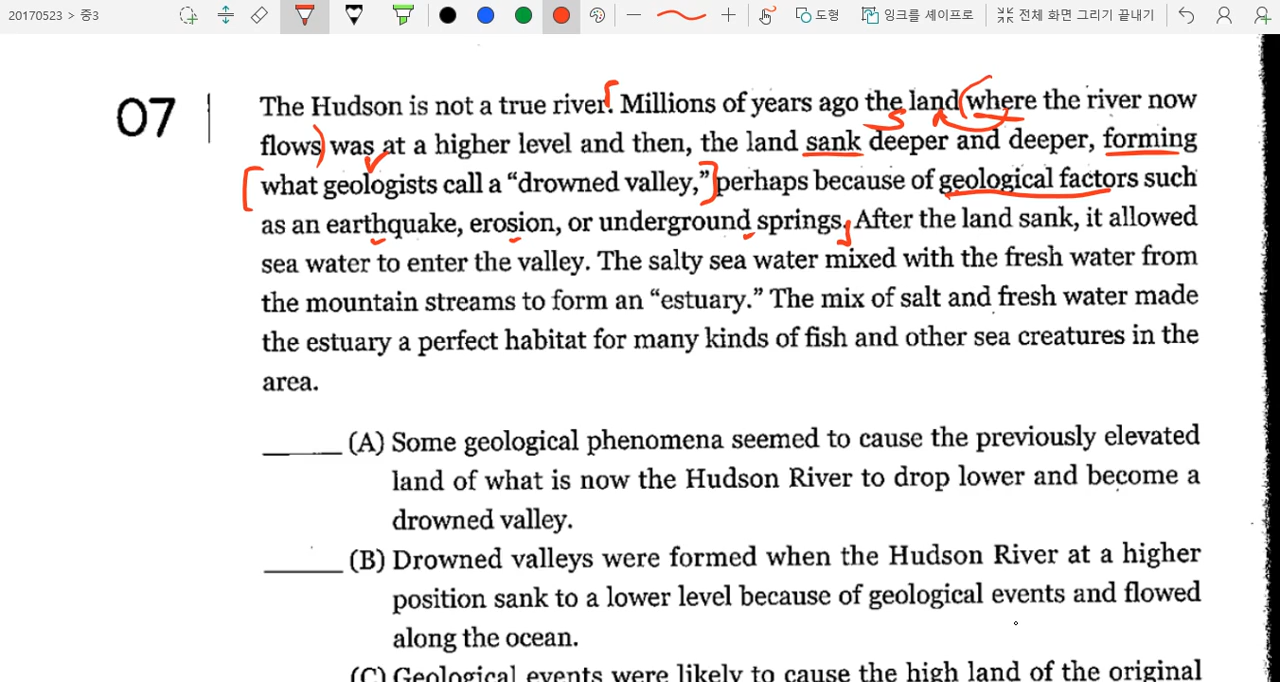 20170523 > 중3
도형
잉크를 셰이프로
전체 화면 그리기 끝내기
07
The Hudson is not a true river. Millions of years ago the land where the river now
flows was at a higher level and then, the land sank deeper and deeper, forming
what geologists call a “drowned valley,” perhaps because of geological factors such
as an earthquake, erosion, or underground springs. After the land sank, it allowed
sea water to enter the valley. The salty sea water mixed with the fresh water from
the mountain streams to form an “estuary.” The mix of salt and fresh water made
the estuary a perfect habitat for many kinds of fish and other sea creatures in the
area.
(A) Some geological phenomena seemed to cause the previously elevated
land of what is now the Hudson River to drop lower and become a
drowned valley.
(B) Drowned valleys were formed when the Hudson River at a higher
position sank to a lower level because of geological events and flowed
along the ocean.
(C) Geological events were likely to cause the high land of the original